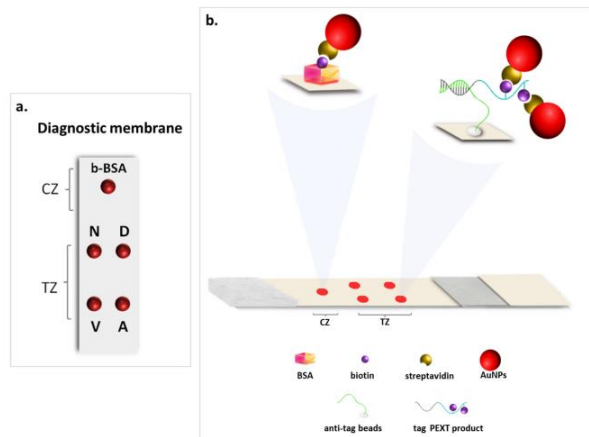 a.
Diagnostic membrane
b-BSA
CZ
N D
TZ
V A
b.
CZ TZ
BSA biotin streptavidin AuNPs
anti-tag beads tag PEXT product